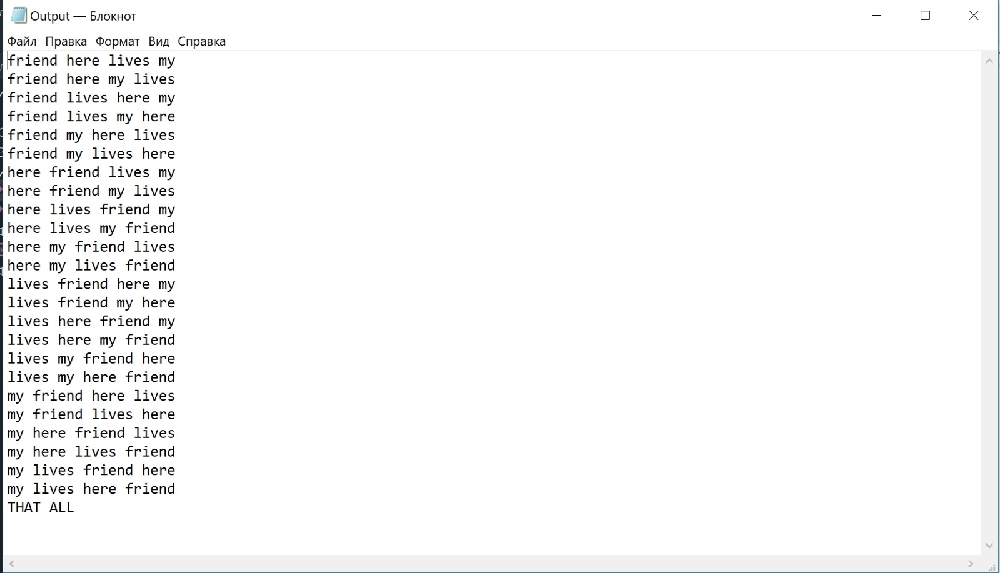 Output — Блокнот
Файл Правка Формат Вид Справка
friend here lives my
friend here my lives
friend lives here my
friend lives my here
friend my here lives
friend my lives here
here friend lives my
here friend my lives
here lives friend my
here lives my friend
here my friend lives
here my lives friend
lives friend here my
lives friend my here
lives here friend my
lives here my friend
lives my friend here
lives my here friend
my friend here lives
my friend lives here
my here friend lives
my here lives friend
my lives friend here
my lives here friend
THAT ALL